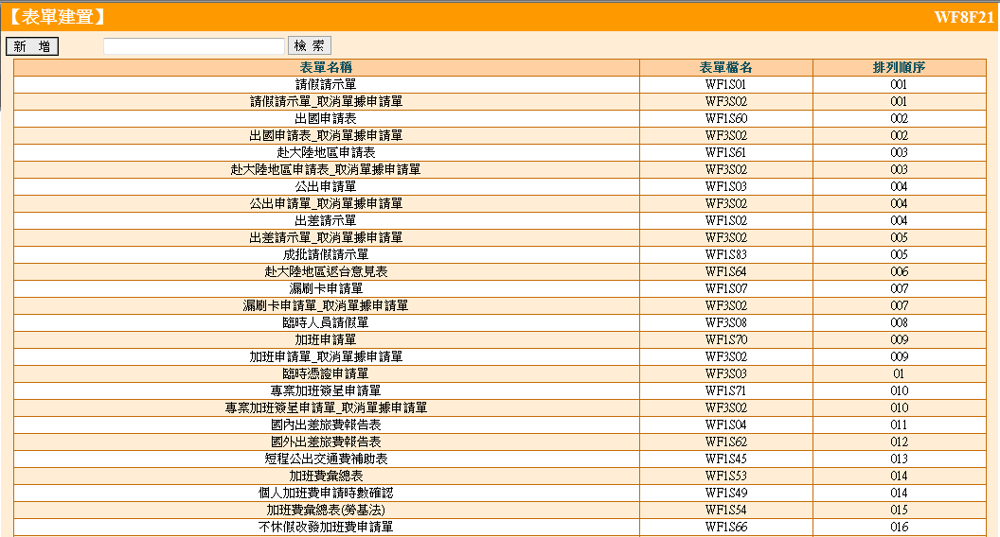 【表單建置】 WF8F21
新 增 檢 索
表單名稱 表單檔名 排列順序
請假請示單 WF1S01 001
請假請示單_取消單據申請單 WF3S02 001
出國申請表 WF1S60 002
出國申請表_取消單據申請單 WF3S02 002
赴大陸地區申請表 WF1S61 003
赴大陸地區申請表_取消單據申請單 WF3S02 003
公出申請單 WF1S03 004
公出申請單_取消單據申請單 WF3S02 004
出差請示單 WF1S02 004
出差請示單_取消單據申請單 WF3S02 005
成批請假請示單 WF1S83 005
赴大陸地區返台意見表 WF1S64 006
漏刷卡申請單 WF1S07 007
漏刷卡申請單_取消單據申請單 WF3S02 007
臨時人員請假單 WF3S08 008
加班申請單 WF1S70 009
加班申請單_取消單據申請單 WF3S02 009
臨時憑證申請單 WF3S03 01
專案加班簽呈申請單 WF1S71 010
專案加班簽呈申請單_取消單據申請單 WF3S02 010
國內出差旅費報告表 WF1S04 011
國外出差旅費報告表 WF1S62 012
短程公出交通費補助表 WF1S45 013
加班費彙總表 WF1S53 014
個人加班費申請時數確認 WF1S49 014
加班費彙總表(勞基法) WF1S54 015
不休假改發加班費申請單 WF1S66 016